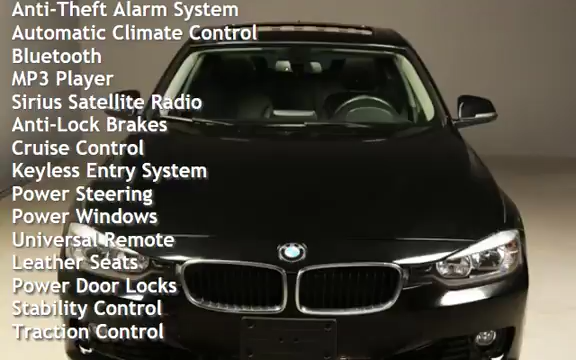 Anti-Theft Alarm System
Automatic Climate Control
Bluetooth
MP3 Player
Sirius Satellite Radio
Anti-Lock Brakes
Cruise Control
Keyless Entry System
Power Steering
Power Windows
Universal Remote
Leather Seats
Power Door Locks
Stability Control
Traction Control